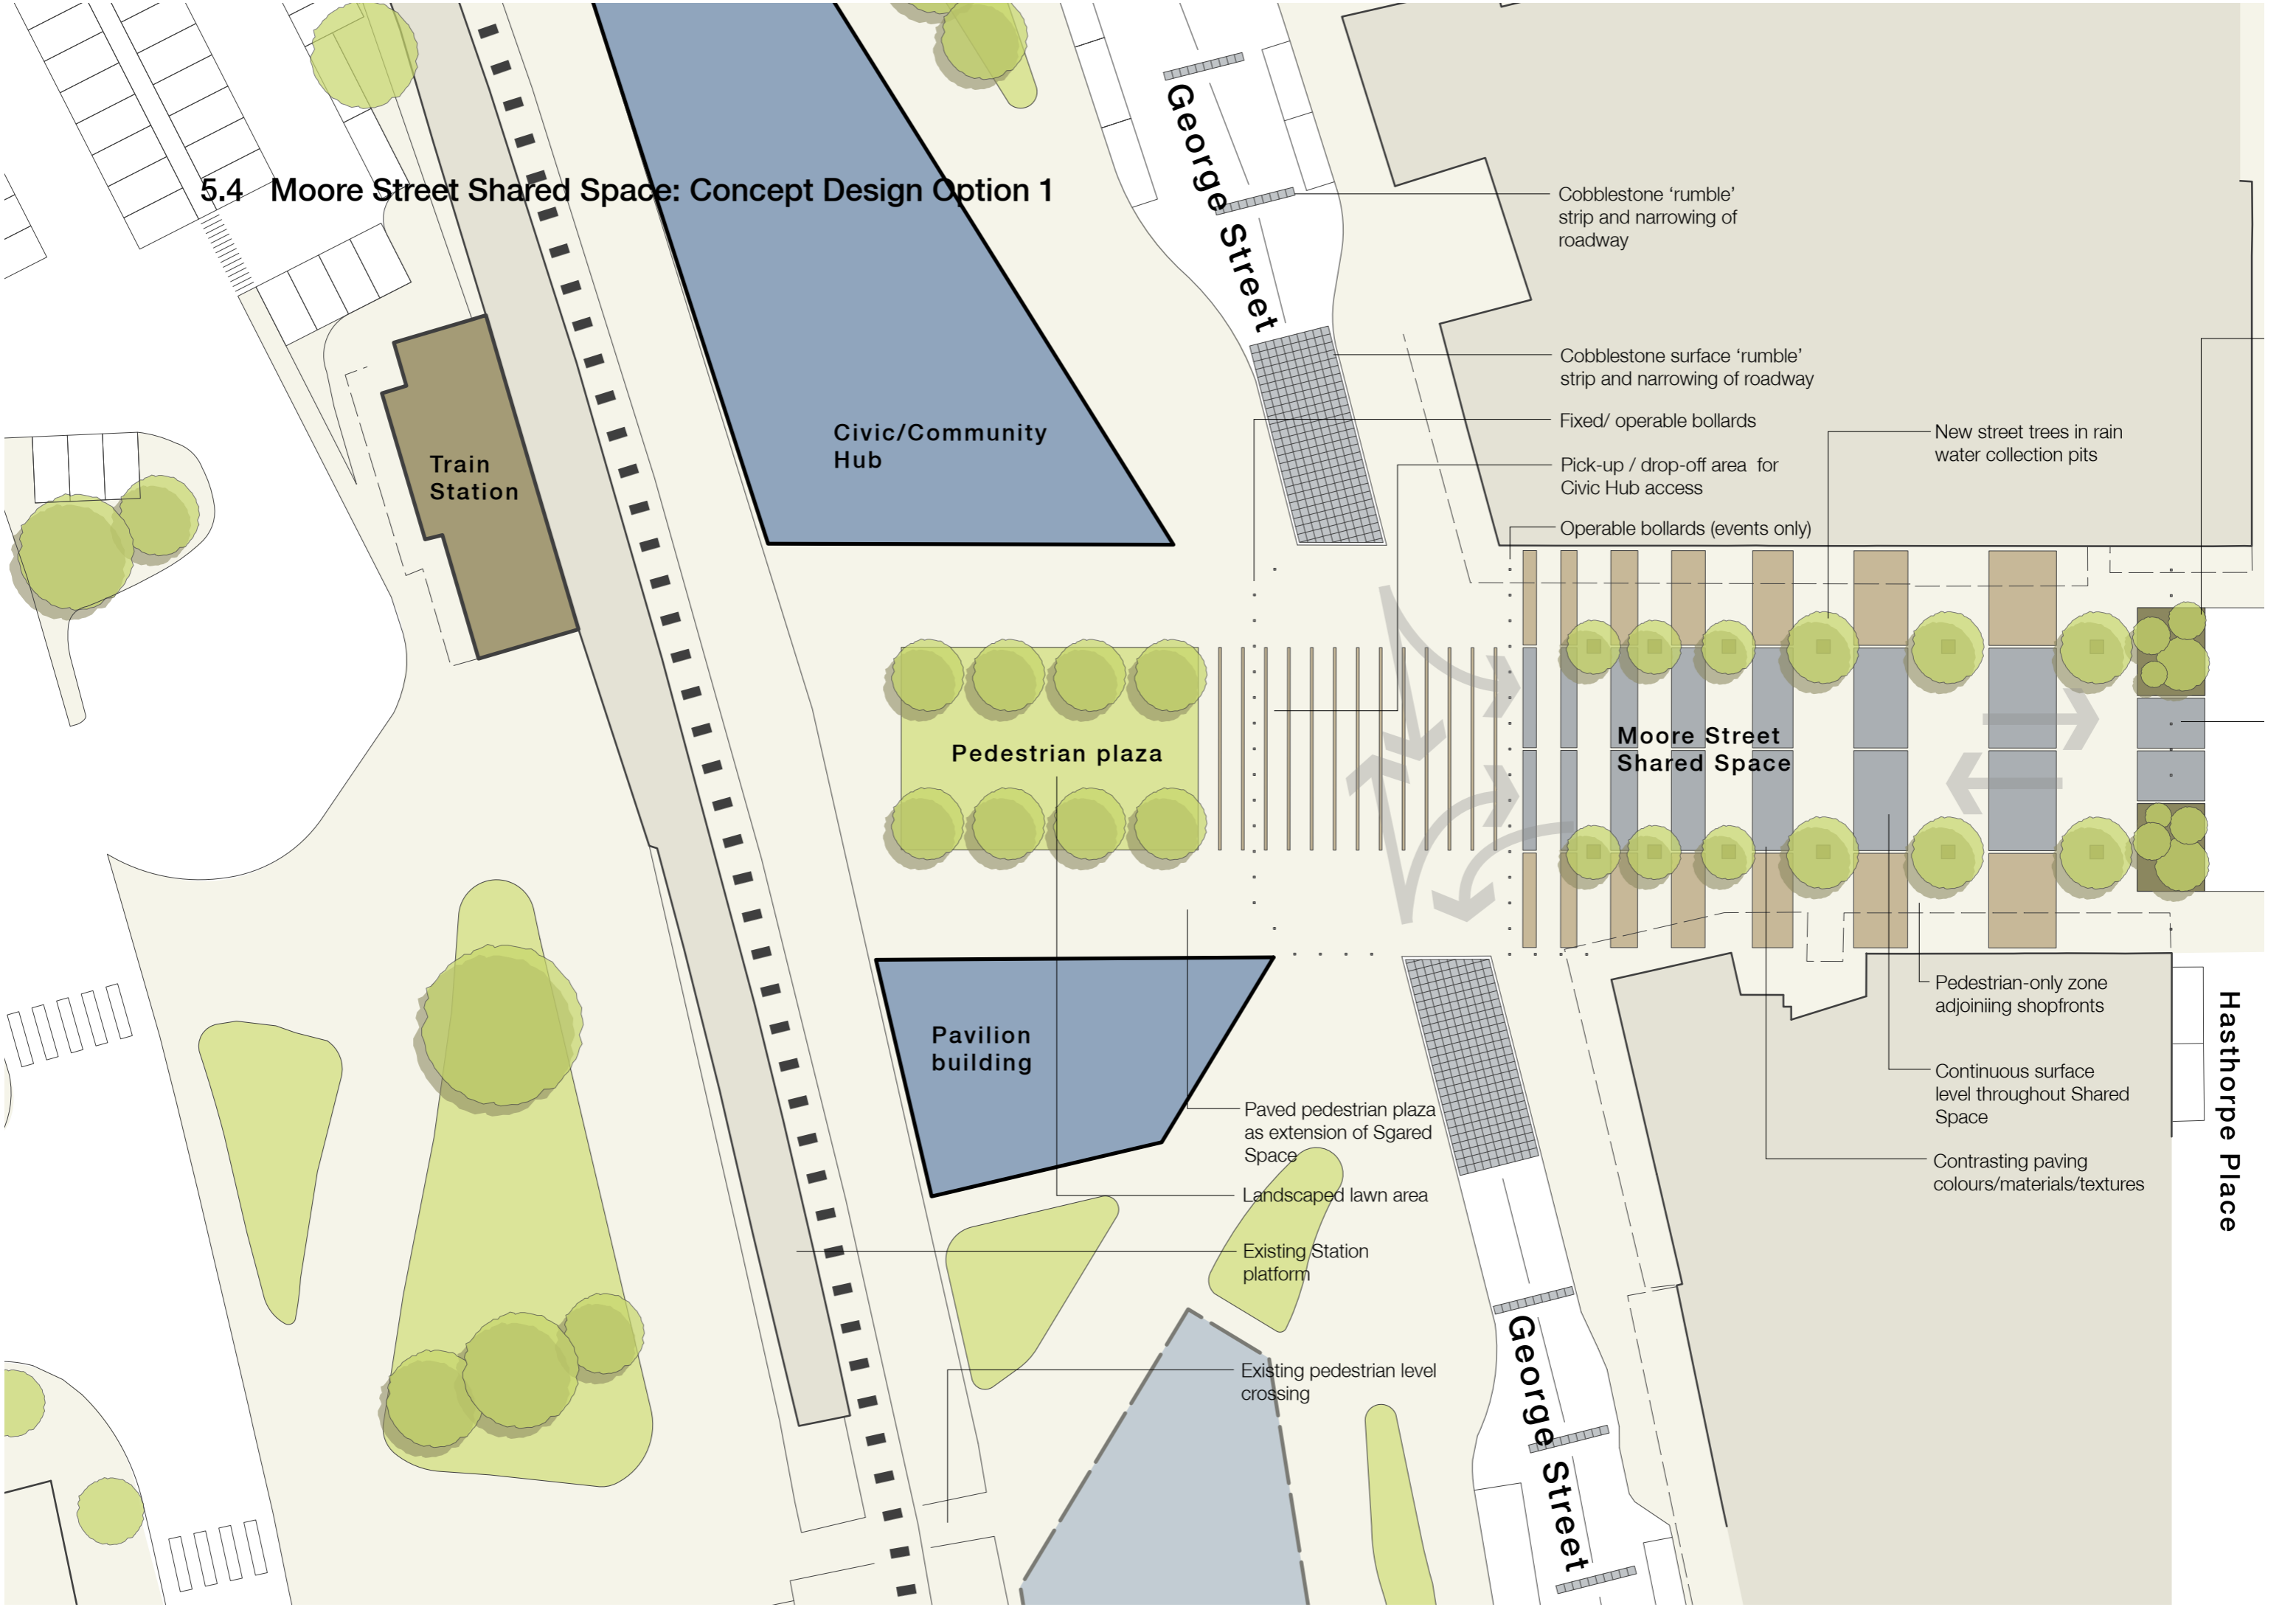 5.4 Moore Street Shared Space: Concept Design Option 1
George Street
Cobblestone ‘rumble’
strip and narrowing of
roadway
Cobblestone surface ‘rumble’
strip and narrowing of roadway
Fixed/ operable bollards
Pick-up / drop-off area for
Civic Hub access
Operable bollards (events only)
New street trees in rain
water collection pits
Civic/Community
Hub
Train
Station
Pedestrian plaza
Moore Street
Shared Space
Pavilion
building
Paved pedestrian plaza
as extension of Sgared
Space
Landscaped lawn area
Existing Station
platform
Existing pedestrian level
crossing
Pedestrian-only zone
adjoiniing shopfronts
Continuous surface
level throughout Shared
Space
Contrasting paving
colours/materials/textures
Hasthorpe Place
George Street